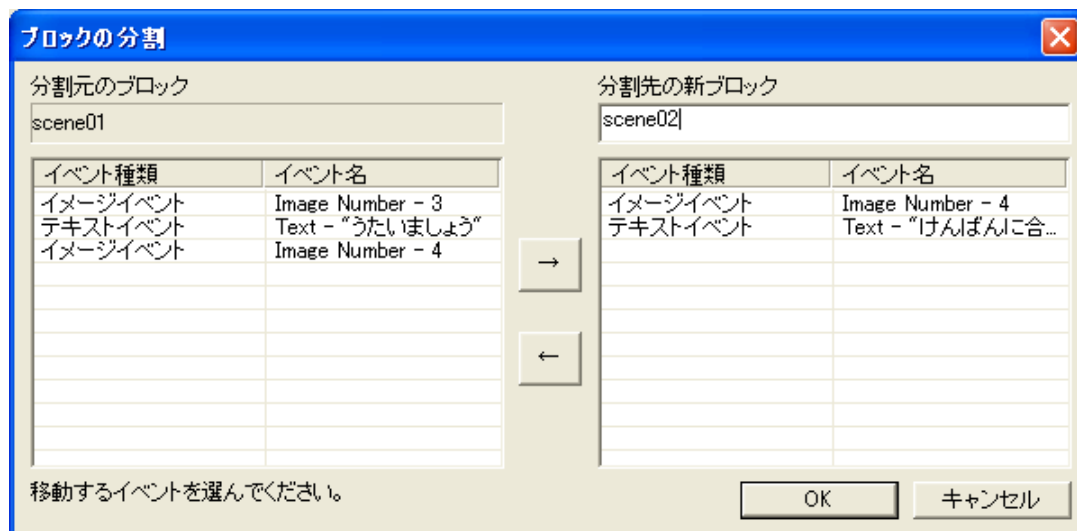 ブロックの分割
分割元のブロック
scene01
イベント種類 イベント名
イメージイベント Image Number - 3
テキストイベント Text - "うたいましょう"
イメージイベント Image Number - 4
→
←
分割先の新ブロック
scene02
イベント種類 イベント名
イメージイベント Image Number - 4
テキストイベント Text - "けんばんに合...
移動するイベントを選んでください。
OK キャンセル